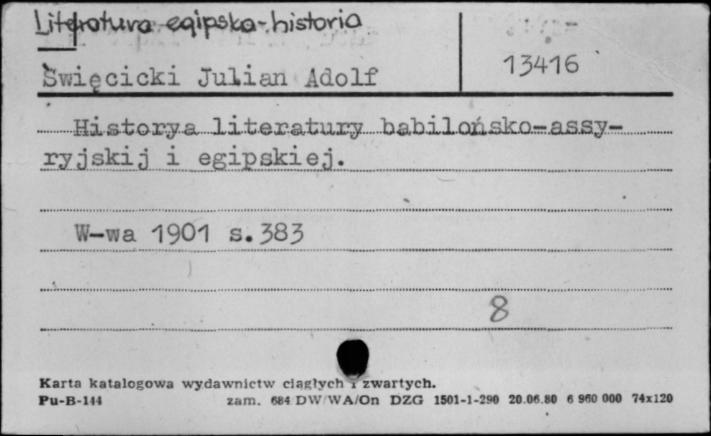 Literatura egipska-historia
Święcicki Julian Adolf
13416
Historya literatury babilońsko-assy-
ryjskij i egipskiej.
W-wa 1901 s.383
8
Karta katalogowa wydawnictw ciągłych i zwartych.
Pu-B-144 zam. 684 DW WA/On DZG 1501-1-290 20.06.80 6 960 000 74x120